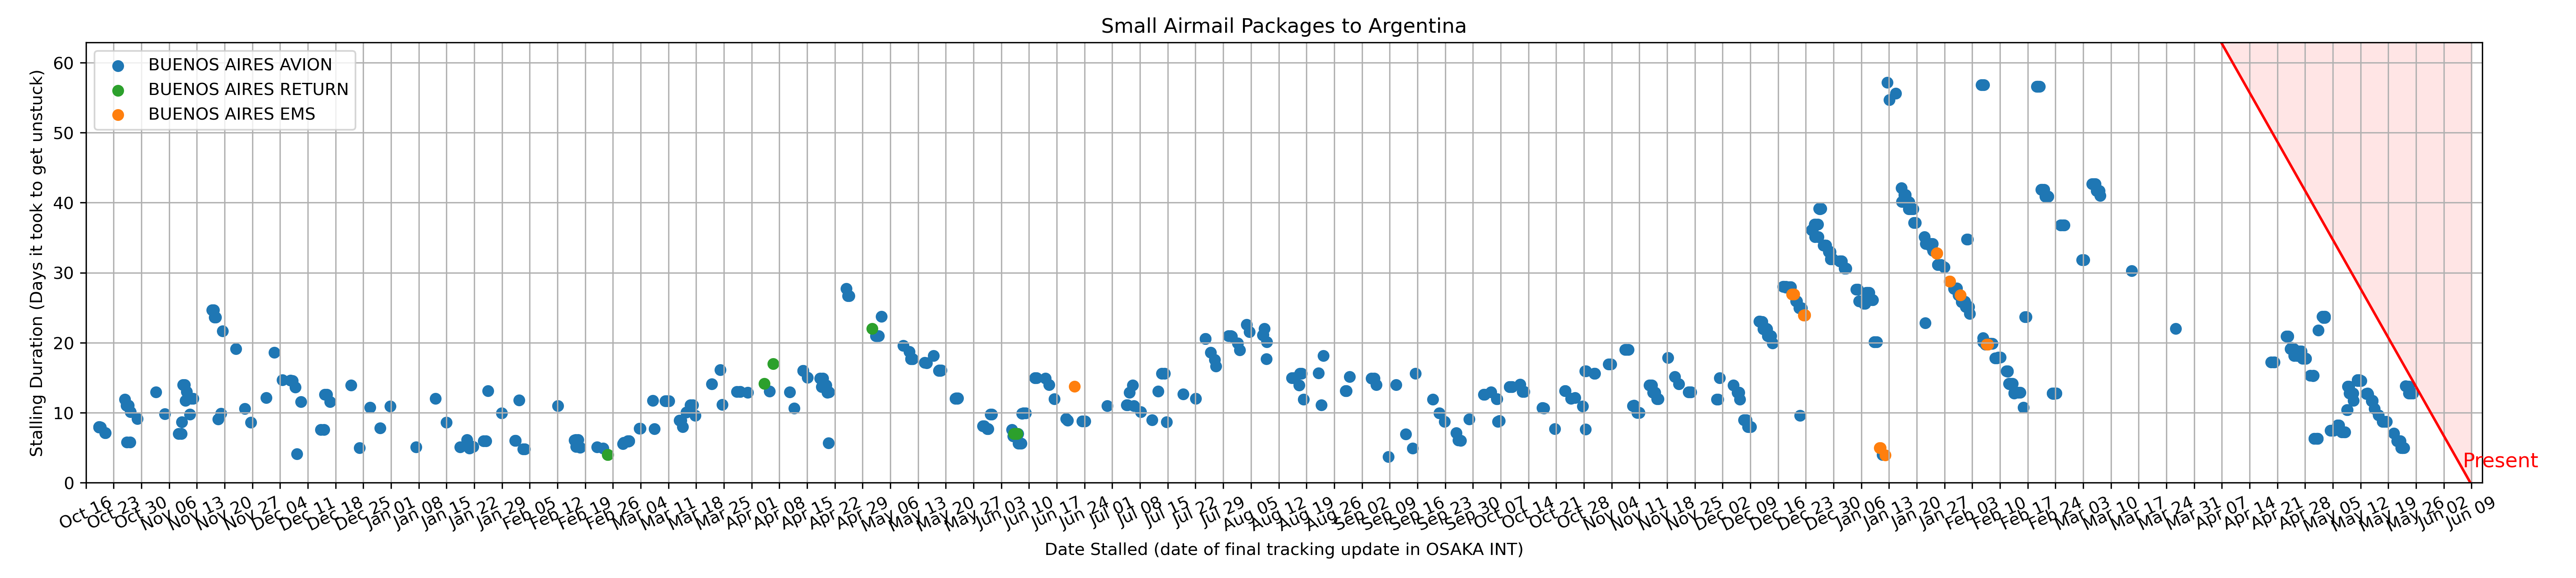 Small Airmail Packages to Argentina
BUENOS AIRES AVION
BUENOS AIRES RETURN
BUENOS AIRES EMS
Stalling Duration (Days it took to get unstuck)
60
50
40
30
20
10
0
Present
Oct 16
Oct 23
Oct 30
Nov 06
Nov 13
Nov 20
Nov 27
Dec 04
Dec 11
Dec 18
Dec 25
Jan 01
Jan 08
Jan 15
Jan 22
Jan 29
Feb 05
Feb 12
Feb 19
Feb 26
Mar 04
Mar 11
Mar 18
Mar 25
Apr 01
Apr 08
Apr 15
Apr 22
Apr 29
May 06
May 13
May 20
May 27
Jun 03
Jun 10
Jun 17
Jun 24
Jul 01
Jul 08
Jul 15
Jul 22
Jul 29
Aug 05
Aug 12
Aug 19
Aug 26
Sep 02
Sep 09
Sep 16
Sep 23
Sep 30
Oct 07
Oct 14
Oct 21
Oct 28
Nov 04
Nov 11
Nov 18
Nov 25
Dec 02
Dec 09
Dec 16
Dec 23
Dec 30
Jan 06
Jan 13
Jan 20
Jan 27
Feb 03
Feb 10
Feb 17
Feb 24
Mar 03
Mar 10
Mar 17
Mar 24
Mar 31
Apr 07
Apr 14
Apr 21
Apr 28
May 05
May 12
May 19
May 26
Jun 02
Jun 09
Date Stalled (date of final tracking update in OSAKA INT)